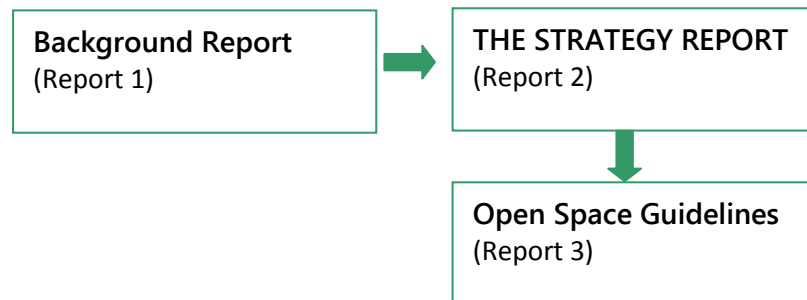 Background Report
(Report 1)
THE STRATEGY REPORT
(Report 2)
Open Space Guidelines
(Report 3)